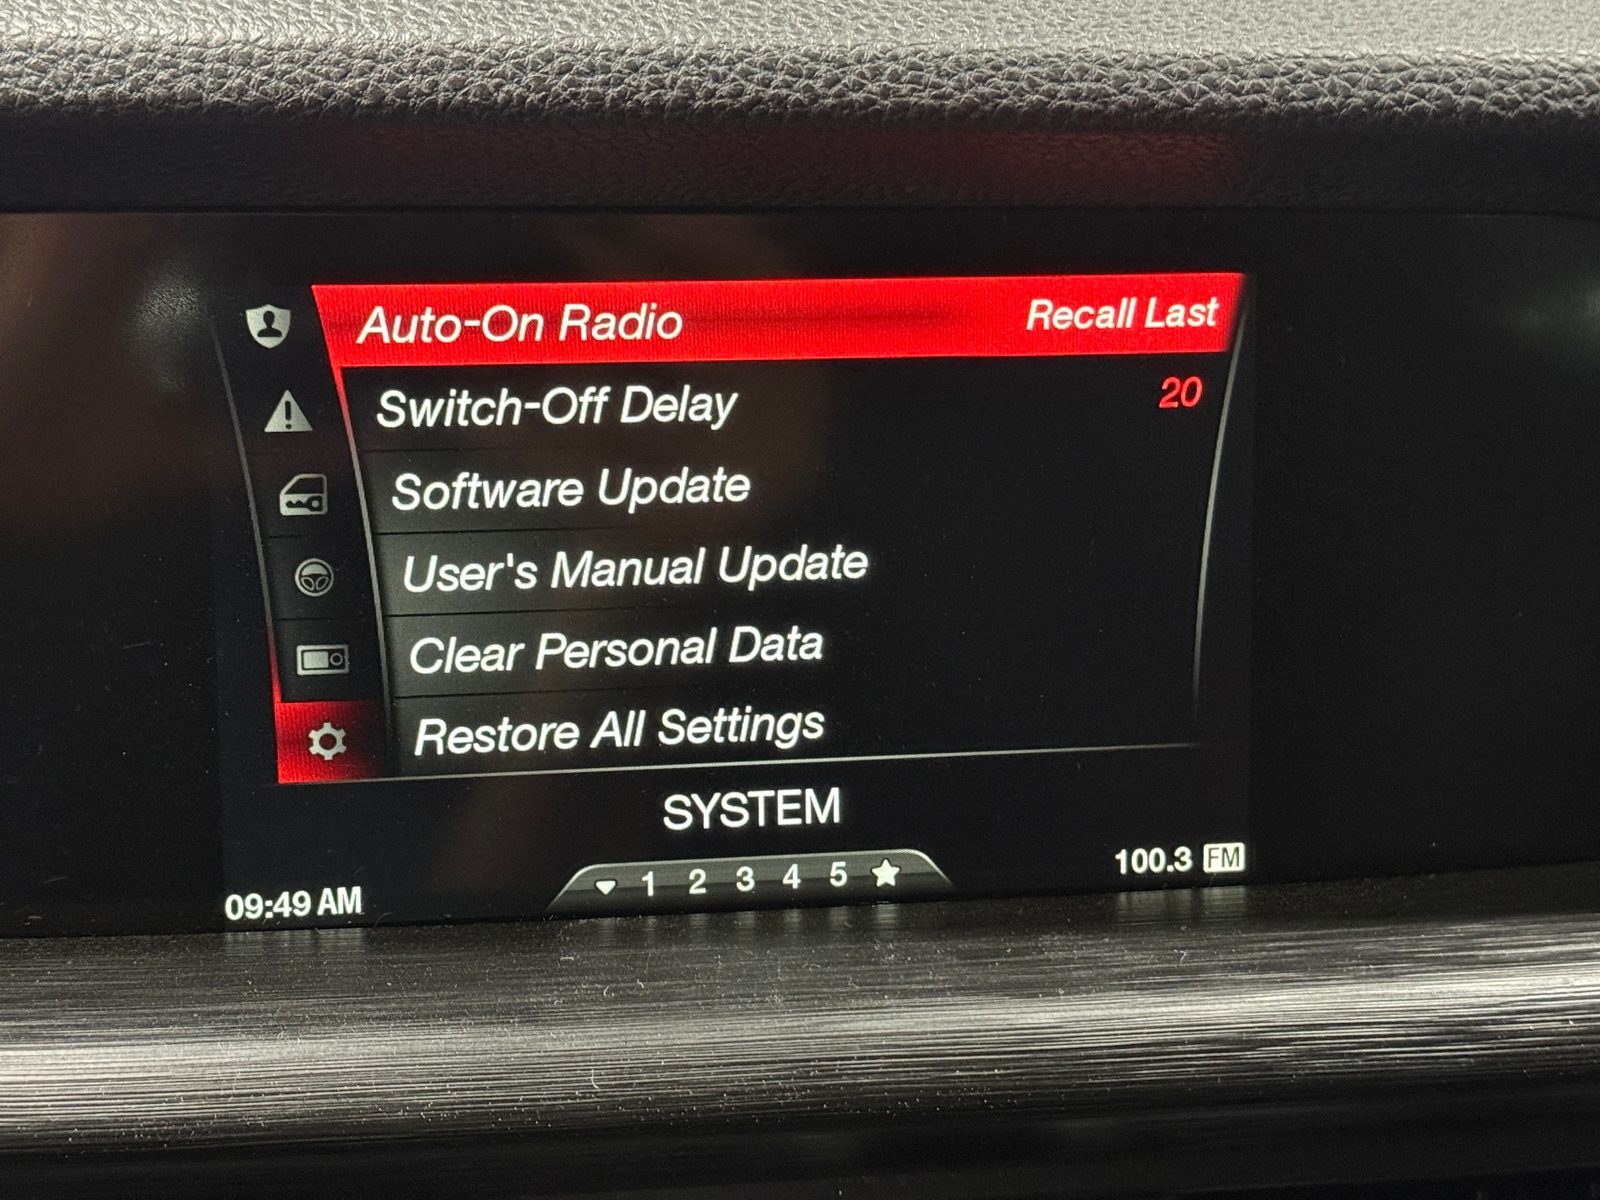 Auto-On Radio Recall Last
Switch-Off Delay 20
Software Update
User's Manual Update
Clear Personal Data
Restore All Settings
SYSTEM
1 2 3 4 5
09:49 AM
100.3 FM